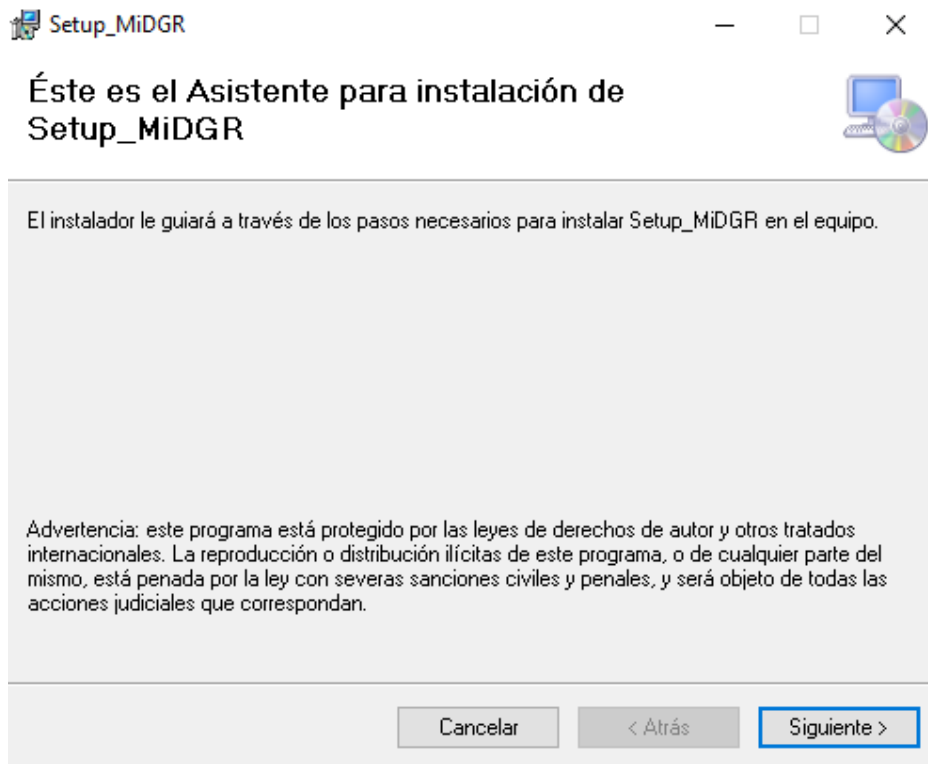 Setup_MiDGR
Éste es el Asistente para instalación de
Setup_MiDGR
El instalador le guiará a través de los pasos necesarios para instalar Setup_MiDGR en el equipo.
Advertencia: este programa está protegido por las leyes de derechos de autor y otros tratados
internacionales. La reproducción o distribución ilícitas de este programa, o de cualquier parte del
mismo, está penada por la ley con severas sanciones civiles y penales, y será objeto de todas las
acciones judiciales que correspondan.
Cancelar
< Atrás
Siguiente >